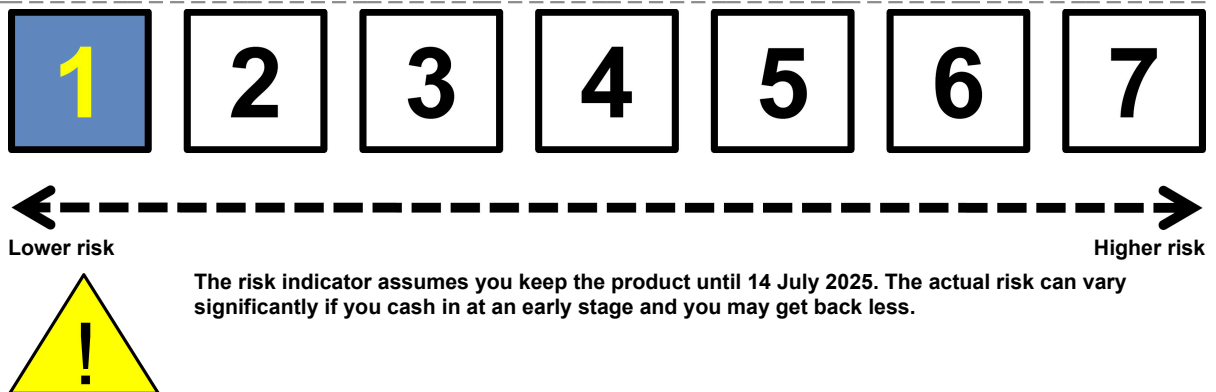 1 2 3 4 5 6 7
Lower risk Higher risk
The risk indicator assumes you keep the product until 14 July 2025. The actual risk can vary
significantly if you cash in at an early stage and you may get back less.
!